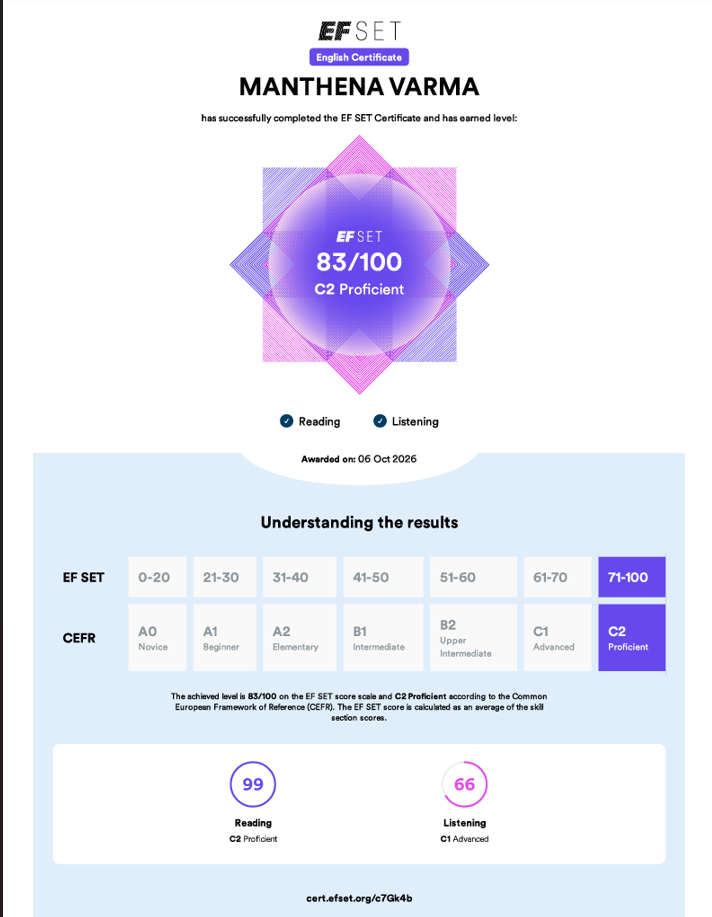 EF SET
English Certificate
MANTHENA VARMA
has successfully completed the EF SET Certificate and has earned level:
EF SET
83/100
C2 Proficient
Reading
Listening
Awarded on: 06 Oct 2026
Understanding the results
EF SET 0-20 21-30 31-40 41-50 51-60 61-70 71-100
CEFR A0 A1 A2 B1 B2 C1 C2
Novice Beginner Elementary Intermediate Upper Intermediate Advanced Proficient
The achieved level is 83/100 on the EF SET score scale and C2 Proficient according to the Common
European Framework of Reference (CEFR). The EF SET score is calculated as an average of the skill
section scores.
99 66
Reading Listening
C2 Proficient C1 Advanced
cert.efset.org/c7Gk4b